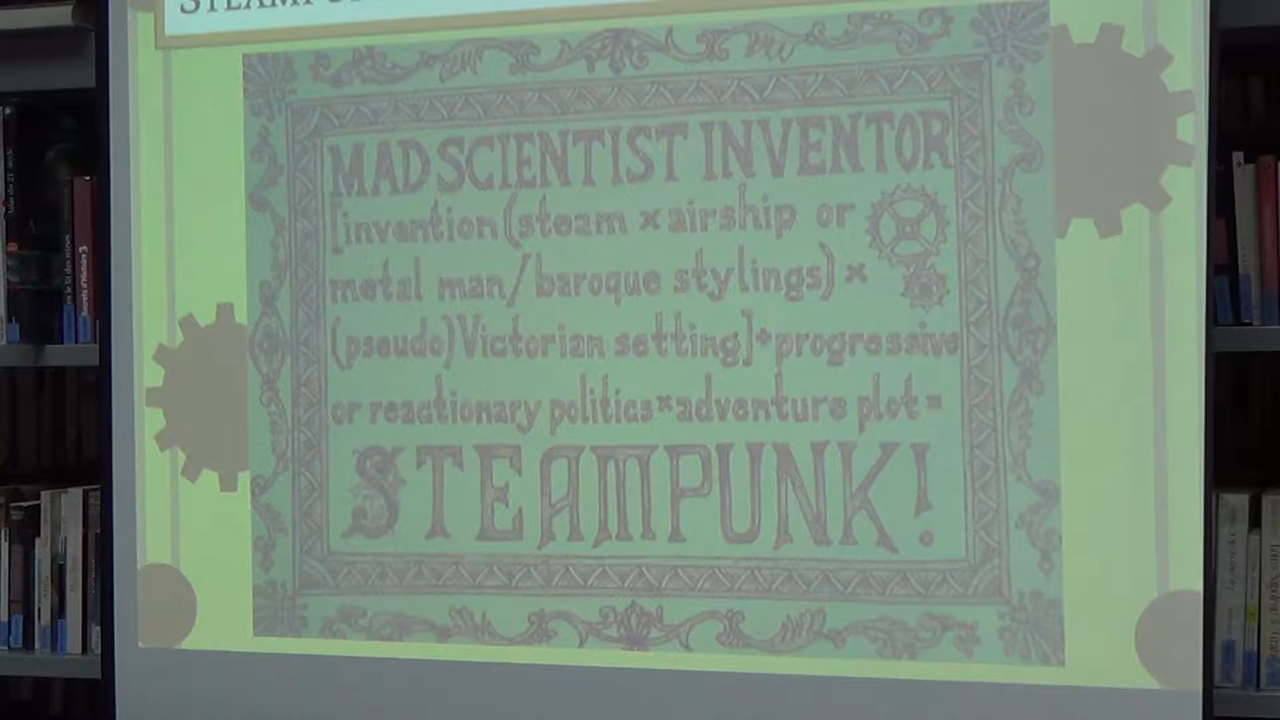 MAD SCIENTIST INVENTOR
[invention (steam × airship or
metal man/baroque stylings) ×
(pseudo) Victorian setting] + progressive
or reactionary politics × adventure plot =
STEAMPUNK!